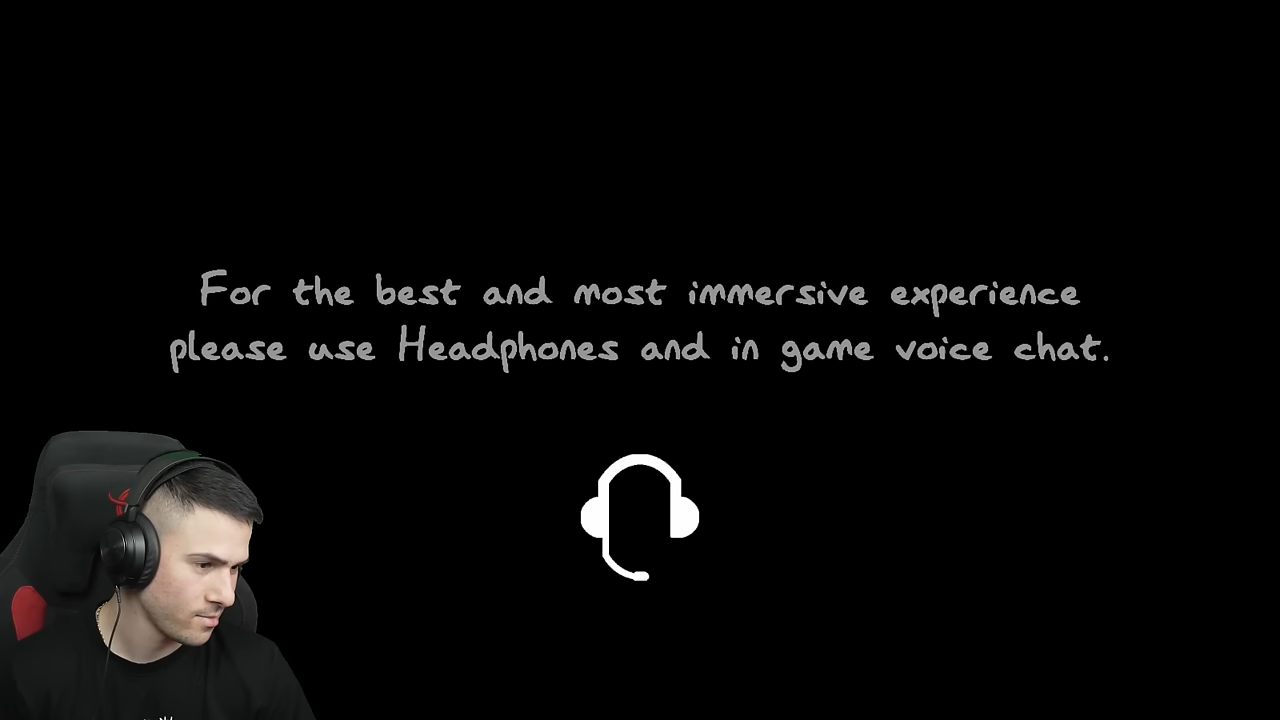 For the best and most immersive experience
please use Headphones and in game voice chat.